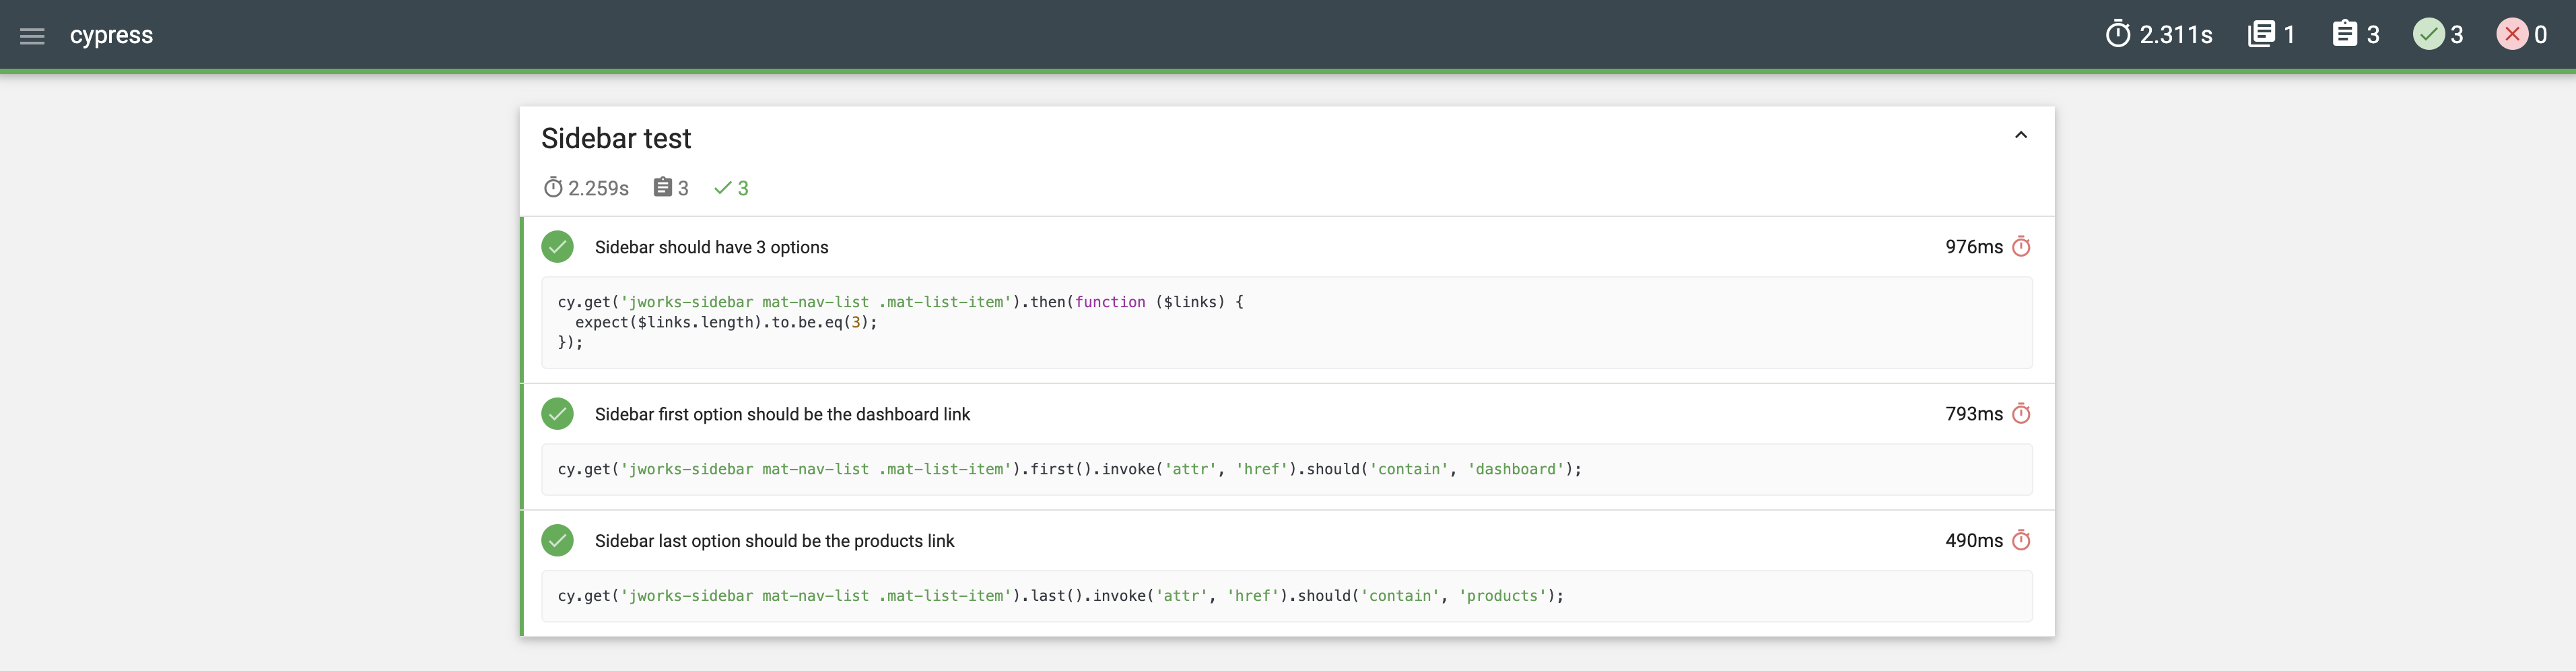 cypress 2.311s 1 3 3 0
Sidebar test
2.259s 3 3
Sidebar should have 3 options 976ms
cy.get('jworks-sidebar mat-nav-list .mat-list-item').then(function ($links) {
  expect($links.length).to.be.eq(3);
});
Sidebar first option should be the dashboard link 793ms
cy.get('jworks-sidebar mat-nav-list .mat-list-item').first().invoke('attr', 'href').should('contain', 'dashboard');
Sidebar last option should be the products link 490ms
cy.get('jworks-sidebar mat-nav-list .mat-list-item').last().invoke('attr', 'href').should('contain', 'products');